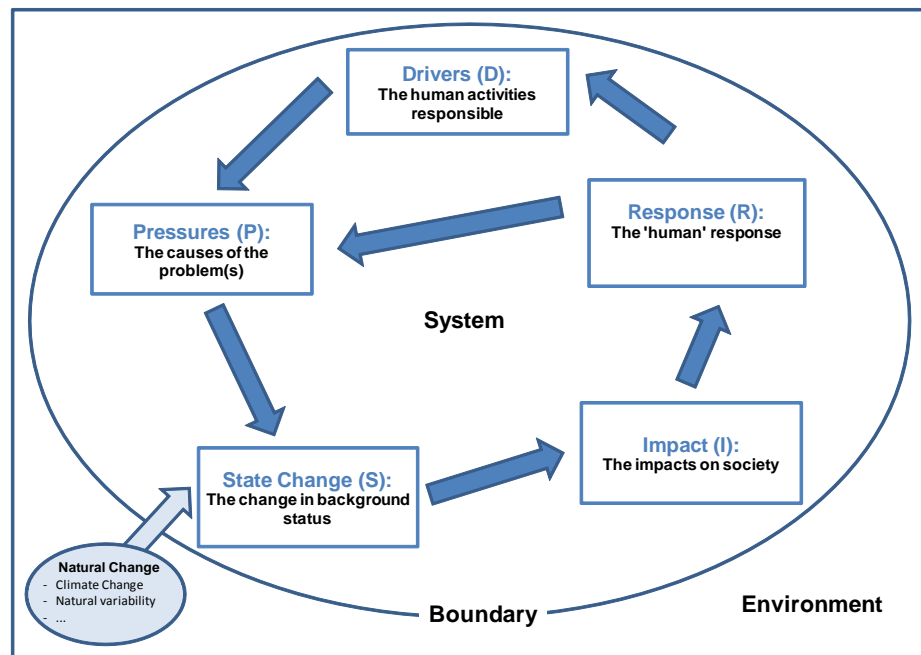 Drivers (D):
The human activities
responsible
Pressures (P):
The causes of the
problem(s)
Response (R):
The 'human' response
System
State Change (S):
The change in background
status
Impact (I):
The impacts on society
Natural Change
- Climate Change
- Natural variability
- ...
Boundary
Environment